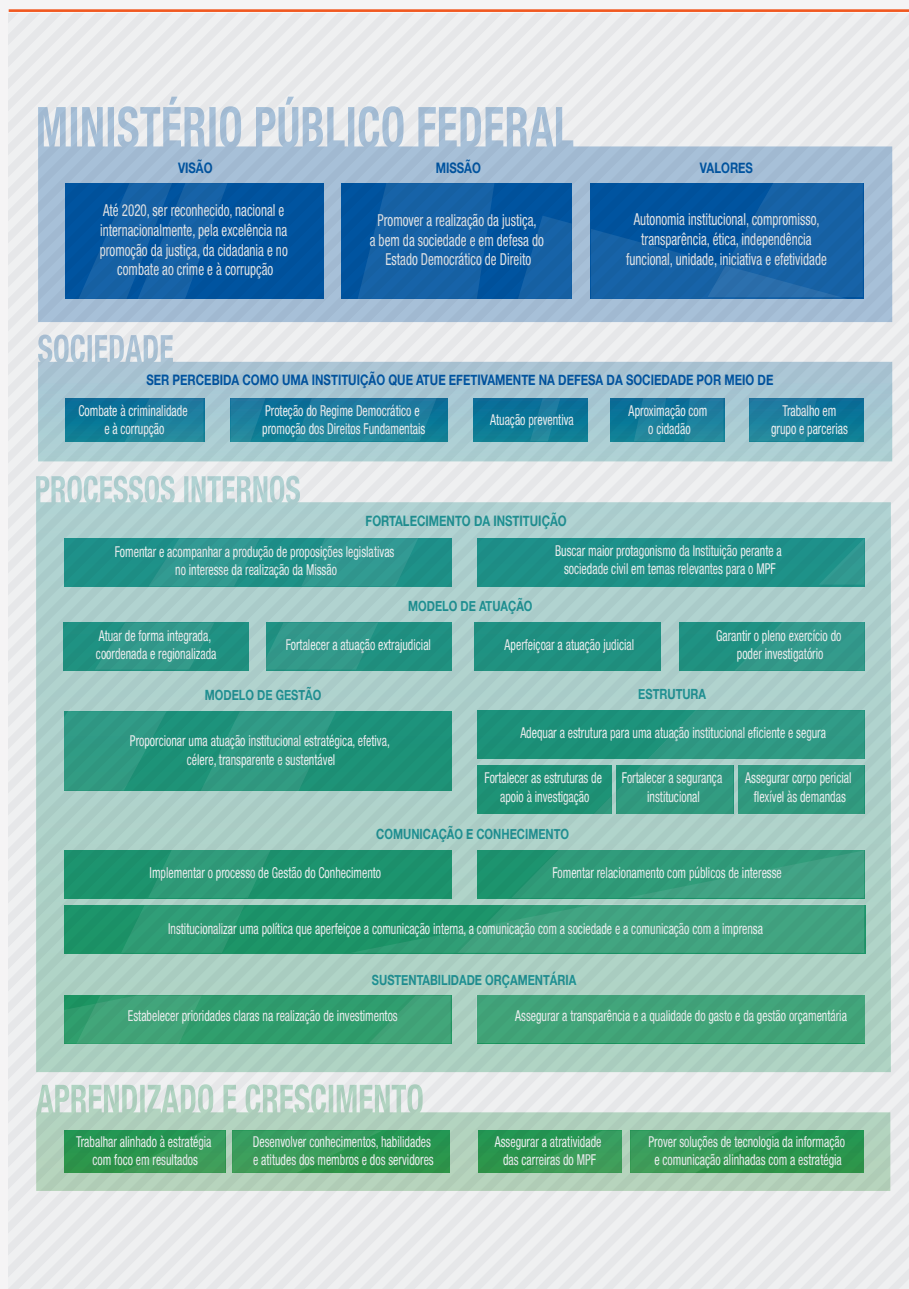 MINISTÉRIO PÚBLICO FEDERAL
VISÃO
Até 2020, ser reconhecido, nacional e
internacionalmente, pela excelência na
promoção da justiça, da cidadania e no
combate ao crime e à corrupção
MISSÃO
Promover a realização da justiça,
a bem da sociedade e em defesa do
Estado Democrático de Direito
VALORES
Autonomia institucional, compromisso,
transparência, ética, independência
funcional, unidade, iniciativa e efetividade
SOCIEDADE
SER PERCEBIDA COMO UMA INSTITUIÇÃO QUE ATUE EFETIVAMENTE NA DEFESA DA SOCIEDADE POR MEIO DE
Combate à criminalidade
e à corrupção
Proteção do Regime Democrático e
promoção dos Direitos Fundamentais
Atuação preventiva
Aproximação com
o cidadão
Trabalho em
grupo e parcerias
PROCESSOS INTERNOS
FORTALECIMENTO DA INSTITUIÇÃO
Fomentar e acompanhar a produção de proposições legislativas
no interesse da realização da Missão
Buscar maior protagonismo da Instituição perante a
sociedade civil em temas relevantes para o MPF
MODELO DE ATUAÇÃO
Atuar de forma integrada,
coordenada e regionalizada
Fortalecer a atuação extrajudicial
Aperfeiçoar a atuação judicial
Garantir o pleno exercício do
poder investigatório
MODELO DE GESTÃO
Proporcionar uma atuação institucional estratégica, efetiva,
célere, transparente e sustentável
ESTRUTURA
Adequar a estrutura para uma atuação institucional eficiente e segura
Fortalecer as estruturas de
apoio à investigação
Fortalecer a segurança
institucional
Assegurar corpo pericial
flexível às demandas
COMUNICAÇÃO E CONHECIMENTO
Implementar o processo de Gestão do Conhecimento
Fomentar relacionamento com públicos de interesse
Institucionalizar uma política que aperfeiçoe a comunicação interna, a comunicação com a sociedade e a comunicação com a imprensa
SUSTENTABILIDADE ORÇAMENTÁRIA
Estabelecer prioridades claras na realização de investimentos
Assegurar a transparência e a qualidade do gasto e da gestão orçamentária
APRENDIZADO E CRESCIMENTO
Trabalhar alinhado à estratégia
com foco em resultados
Desenvolver conhecimentos, habilidades
e atitudes dos membros e dos servidores
Assegurar a atratividade
das carreiras do MPF
Prover soluções de tecnologia da informação
e comunicação alinhadas com a estratégia